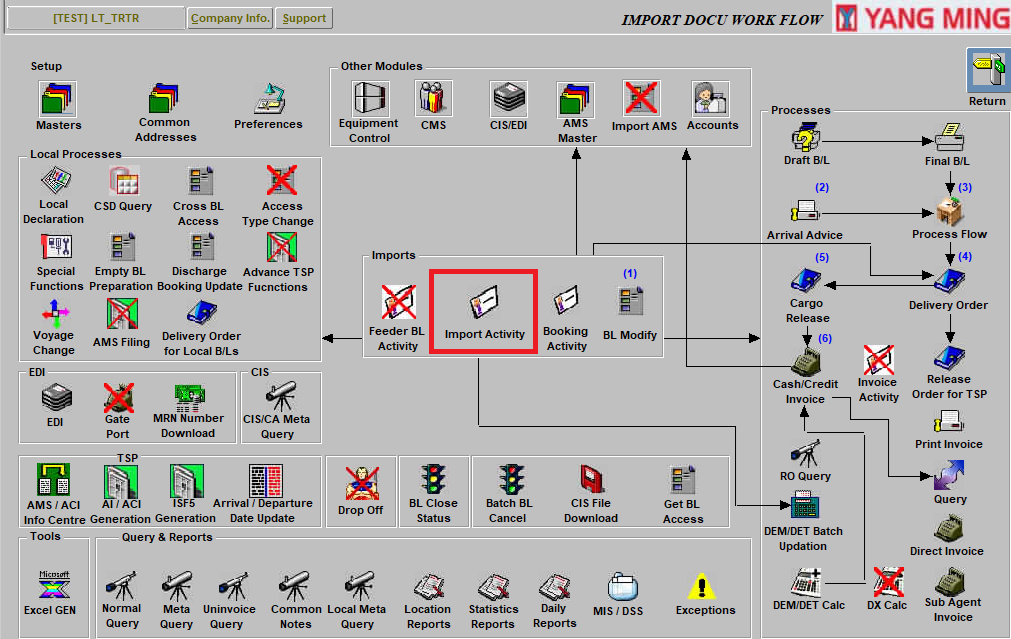 [TEST] LT_TRTR
Company Info.
Support
IMPORT DOCU WORK FLOW
YANG MING
Return
Setup
Masters
Common
Addresses
Preferences
Other Modules
Equipment
Control
CMS
CIS/EDI
AMS
Master
Import AMS
Accounts
Local Processes
Local
Declaration
CSD Query
Cross BL
Access
Access
Type Change
Special
Functions
Empty BL
Preparation
Discharge
Booking Update
Advance TSP
Fucnctions
Voyage
Change
AMS Filing
Delivery Order
for Local B/Ls
Imports
Feeder BL
Activity
Import Activity
Booking
Activity
(1)
BL Modify
Processes
Draft B/L
Final B/L
(2)
Arrival Advice
(3)
Process Flow
(5)
Cargo
Release
(4)
Delivery Order
(6)
Cash/Credit
Invoice
Invoice
Activity
Release
Order for TSP
Print Invoice
RO Query
Query
DEM/DET Batch
Updation
Direct Invoice
DEM/DET Calc
DX Calc
Sub Agent
Invoice
EDI
EDI
Gate
Port
MRN Number
Download
CIS
CIS/CA Meta
Query
TSP
AMS / ACI
Info Centre
AI / ACI
Generation
ISF5
Generation
Arrival / Departure
Date Update
Drop Off
BL Close
Status
Batch BL
Cancel
CIS File
Download
Get BL
Access
Tools
Microsoft
Excel GEN
Query & Reports
Normal
Query
Meta
Query
Uninvoice
Query
Common
Notes
Local Meta
Query
Location
Reports
Statistics
Reports
Daily
Reports
MIS / DSS
Exceptions